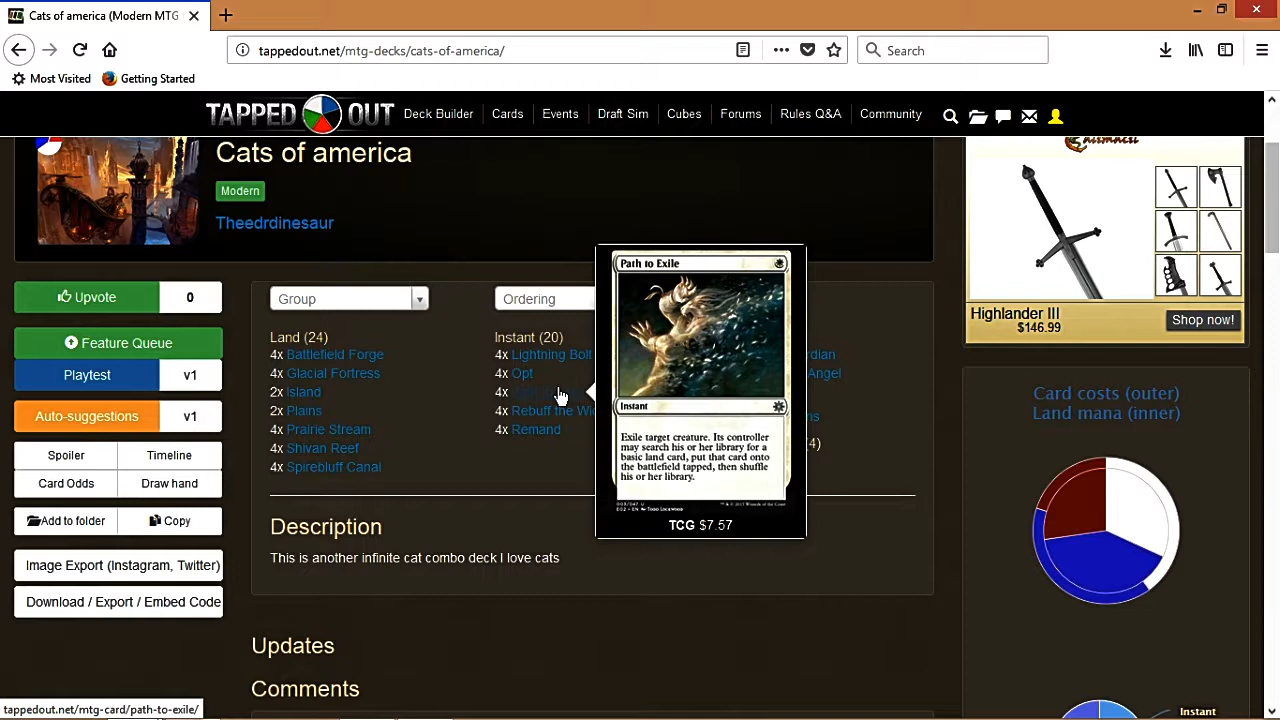 Cats of america (Modern MTG
tappedout.net/mtg-decks/cats-of-america/
Search
Most Visited
Getting Started
TAPPED OUT
Deck Builder
Cards
Events
Draft Sim
Cubes
Forums
Rules Q&A
Community
Cats of america
Modern
Theedrdinesaur
Upvote
0
Feature Queue
Playtest
v1
Auto-suggestions
v1
Spoiler
Timeline
Card Odds
Draw hand
Add to folder
Copy
Image Export (Instagram, Twitter)
Download / Export / Embed Code
Group
Ordering
Land (24)
4x Battlefield Forge
4x Glacial Fortress
2x Island
2x Plains
4x Prairie Stream
4x Shivan Reef
4x Spirebluff Canal
Instant (20)
4x Lightning Bolt
4x Opt
4x
4x Rebuff the Wic
4x Remand
Path to Exile
Instant
Exile target creature. Its controller
may search his or her library for a
basic land card, put that card onto
the battlefield tapped, then shuffle
his or her library.
TCG $7.57
rdian
Angel
ns
(4)
Description
This is another infinite cat combo deck I love cats
Updates
Comments
Highlander III
$146.99
Shop now!
Card costs (outer)
Land mana (inner)
Instant
tappedout.net/mtg-card/path-to-exile/